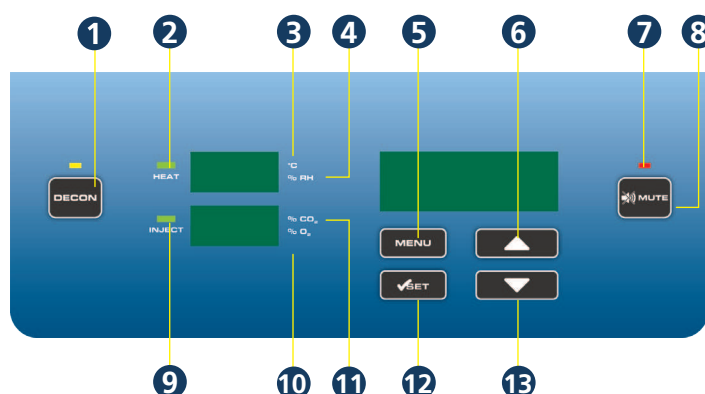 1 2 3 4 5 6 7 8
°C
HEAT % RH
DECON MUTE
INJECT % CO₂
% O₂
MENU
✓SET
9 10 11 12 13